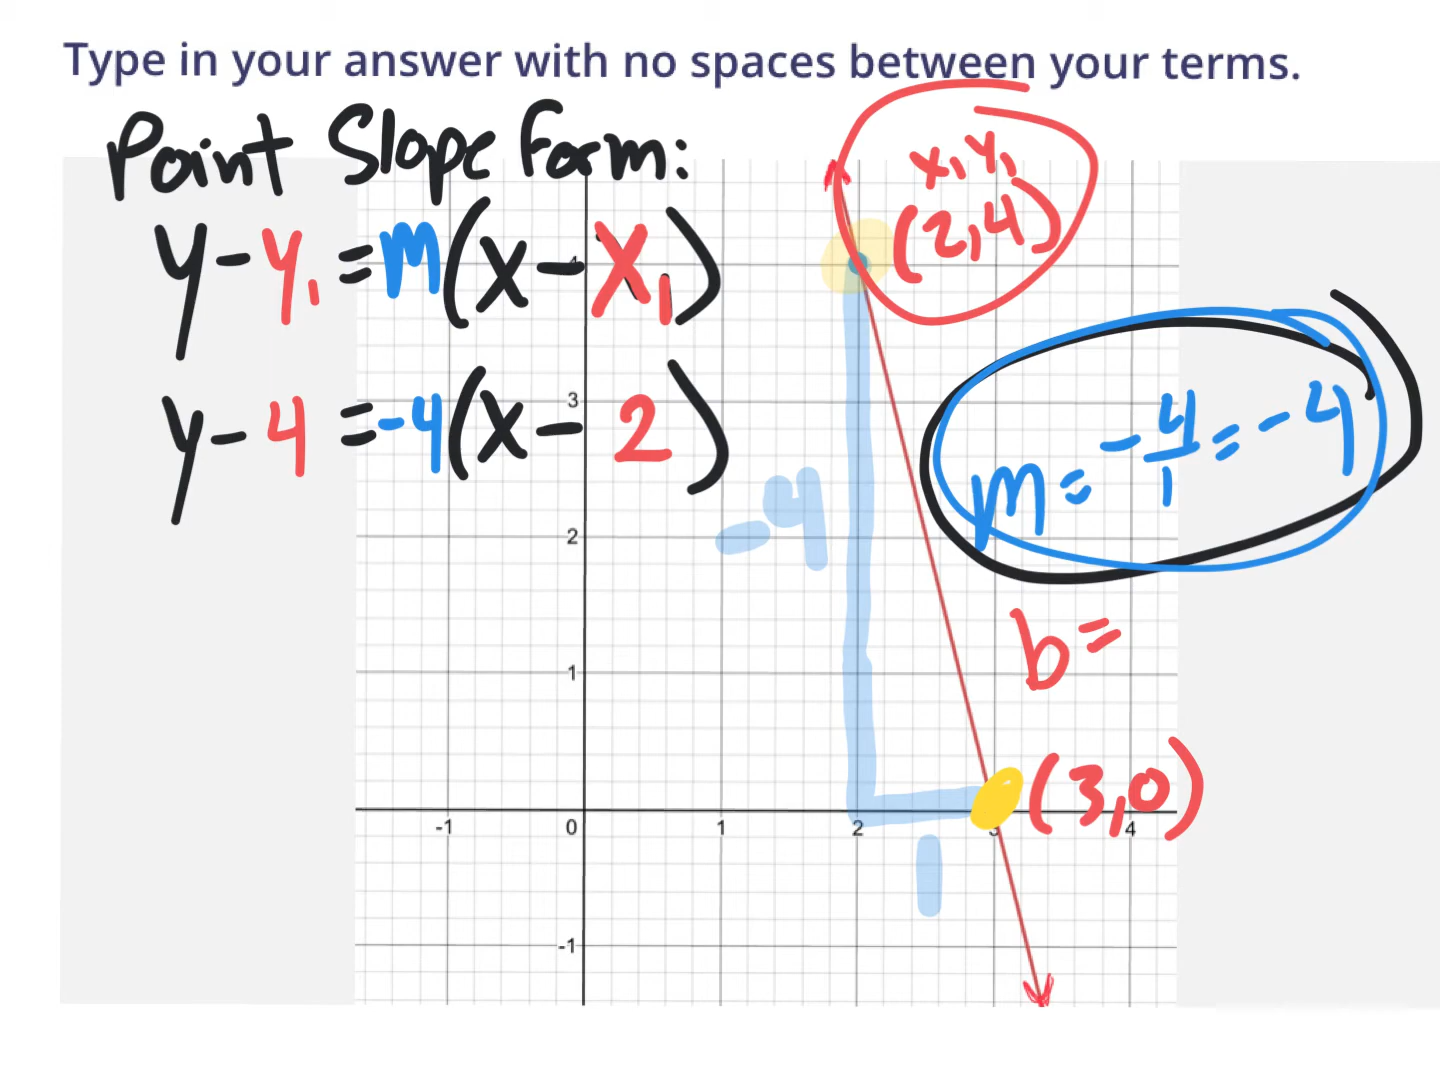 Type in your answer with no spaces between your terms.
Point Slope Form:
y-y₁=m(x-x₁)
y-4=-4(x-2)
x₁y₁
(2,4)
m=-4/1=-4
-4
b=
(3,0)
1
4
3
2
1
-1
0
1
2
3
4
-1